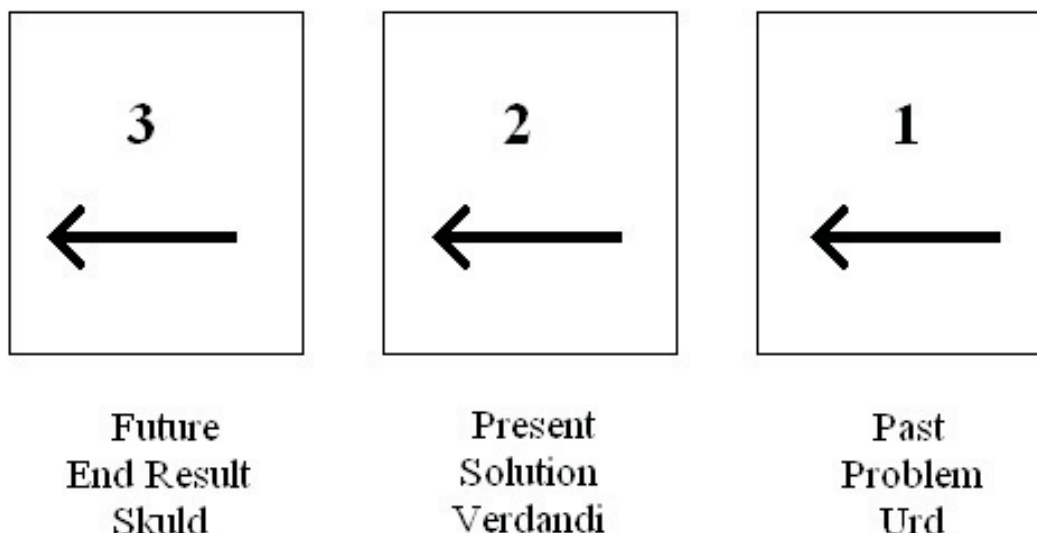 3
2
1
Future
End Result
Skuld
Present
Solution
Verdandi
Past
Problem
Urd